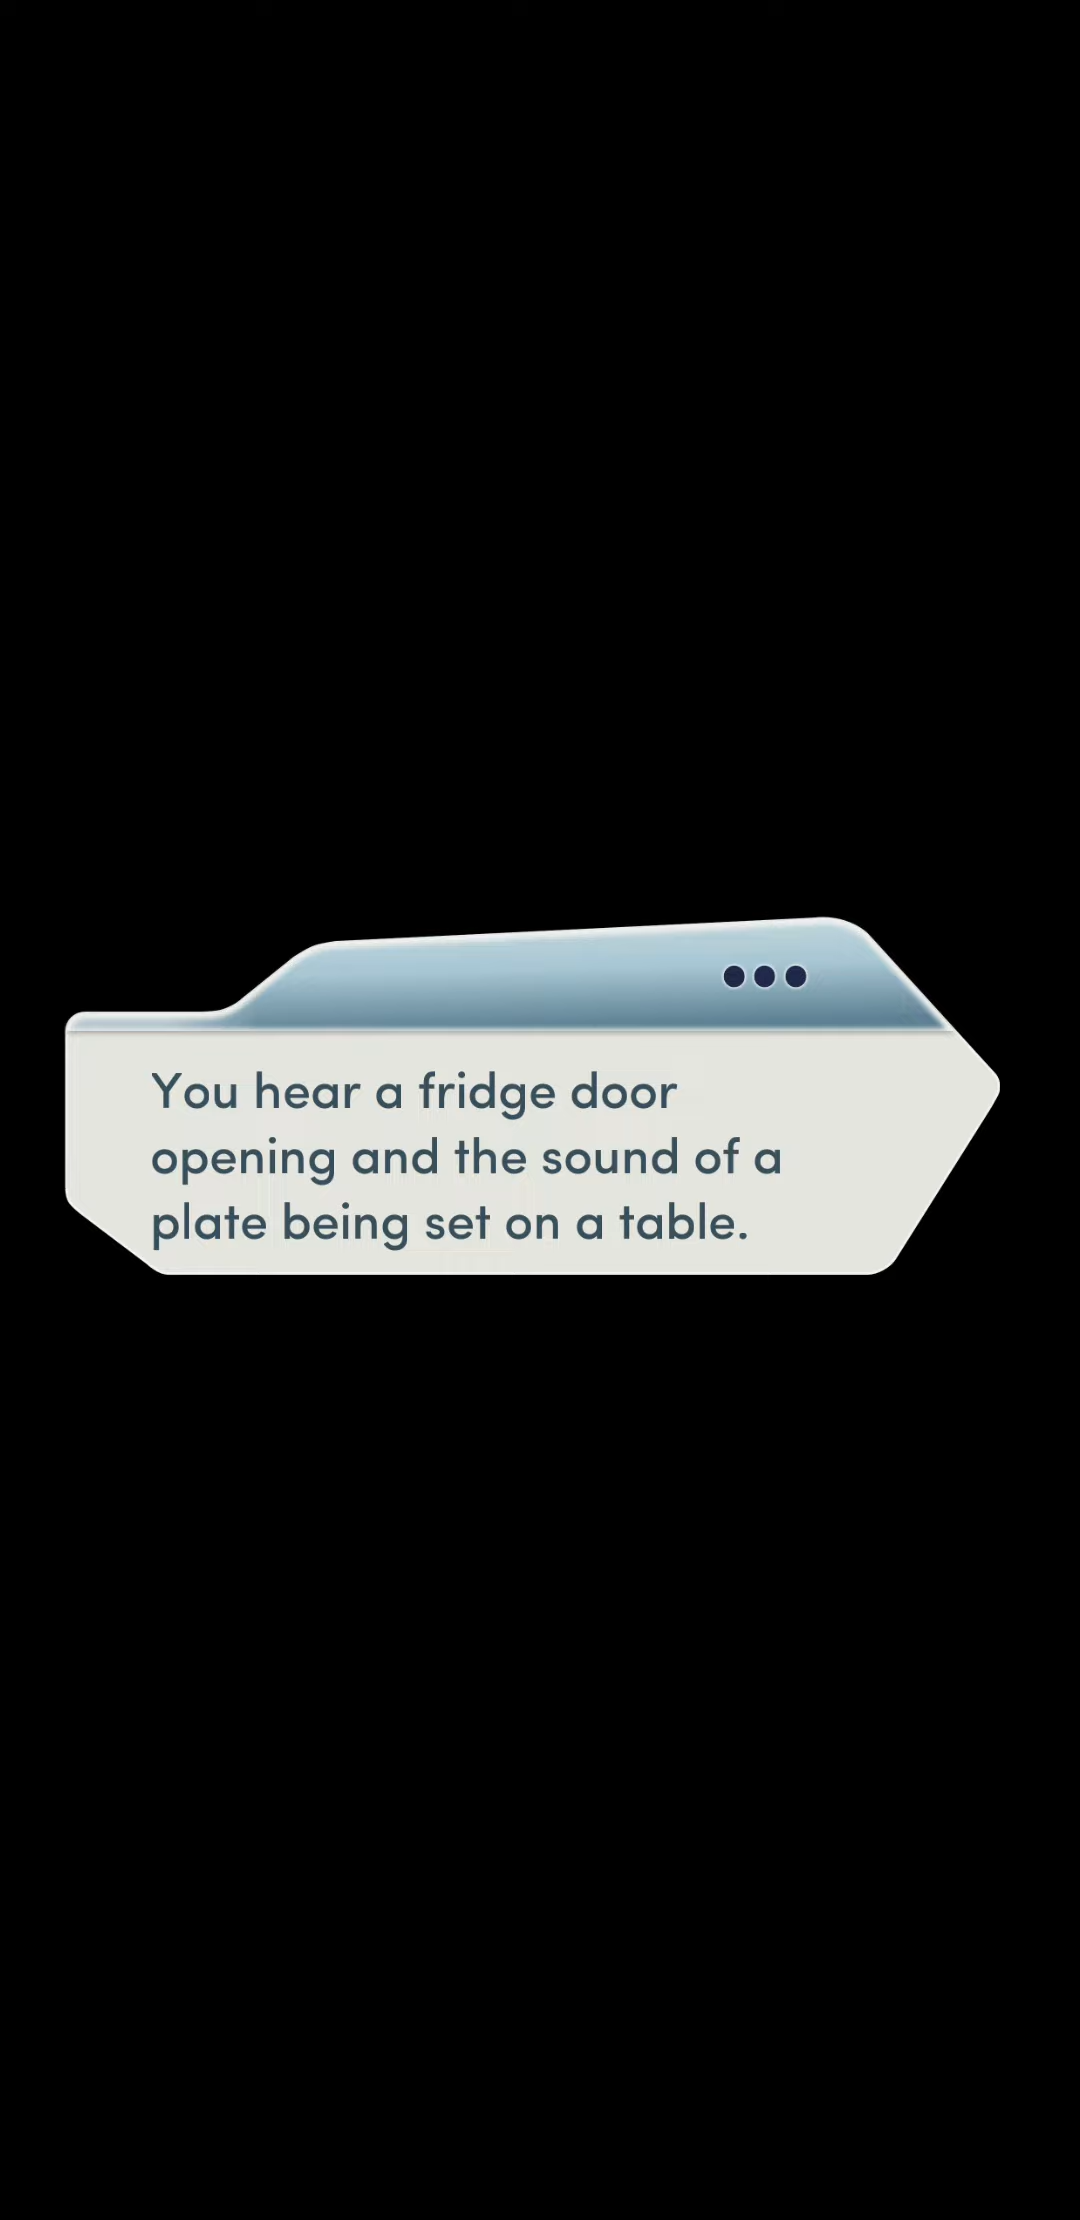 You hear a fridge door
opening and the sound of a
plate being set on a table.